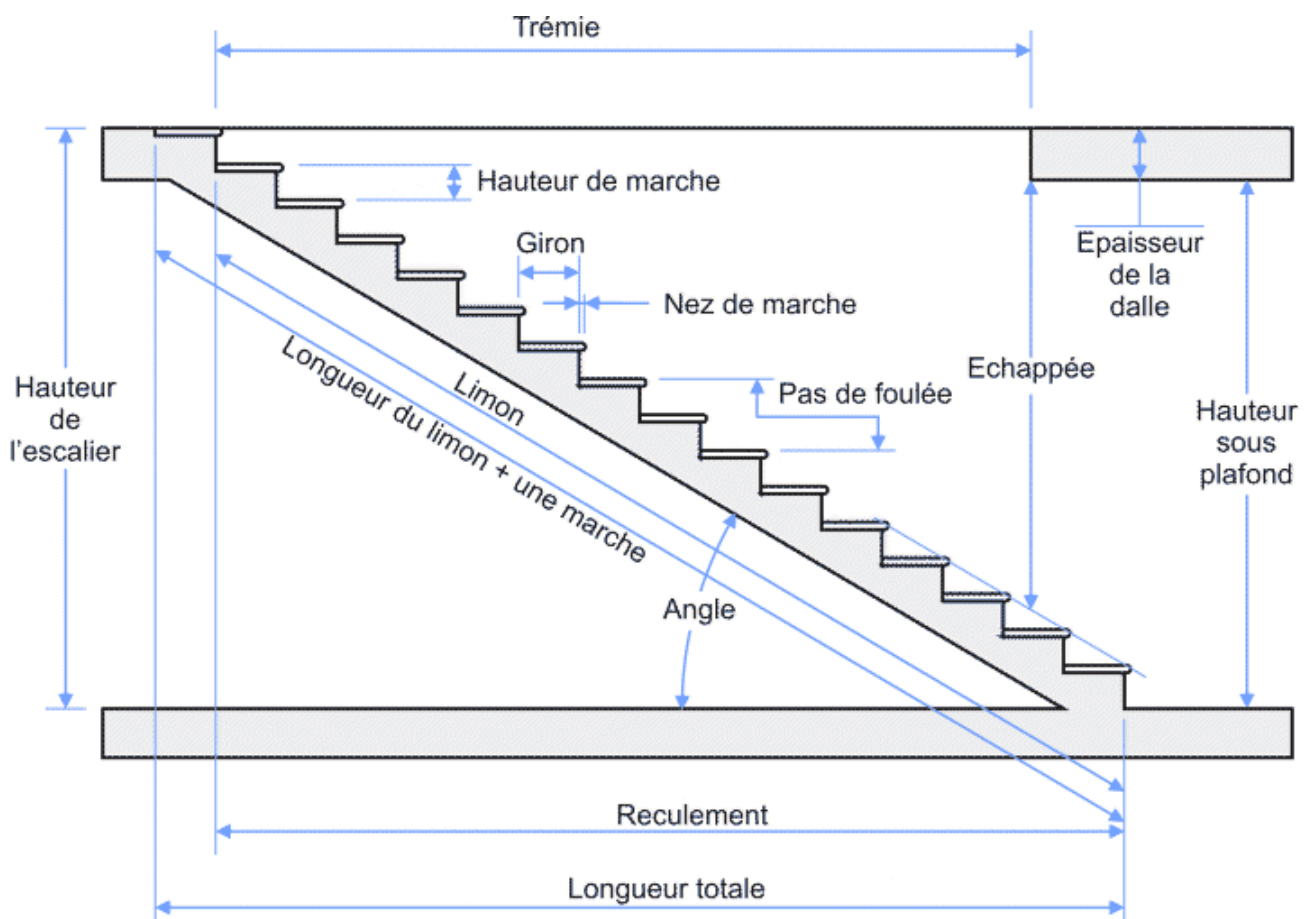 Trémie
Hauteur de marche
Giron
Nez de marche
Epaisseur
de la
dalle
Echappée
Pas de foulée
Hauteur
de
l'escalier
Hauteur
sous
plafond
Limon
Longueur du limon + une marche
Angle
Reculement
Longueur totale